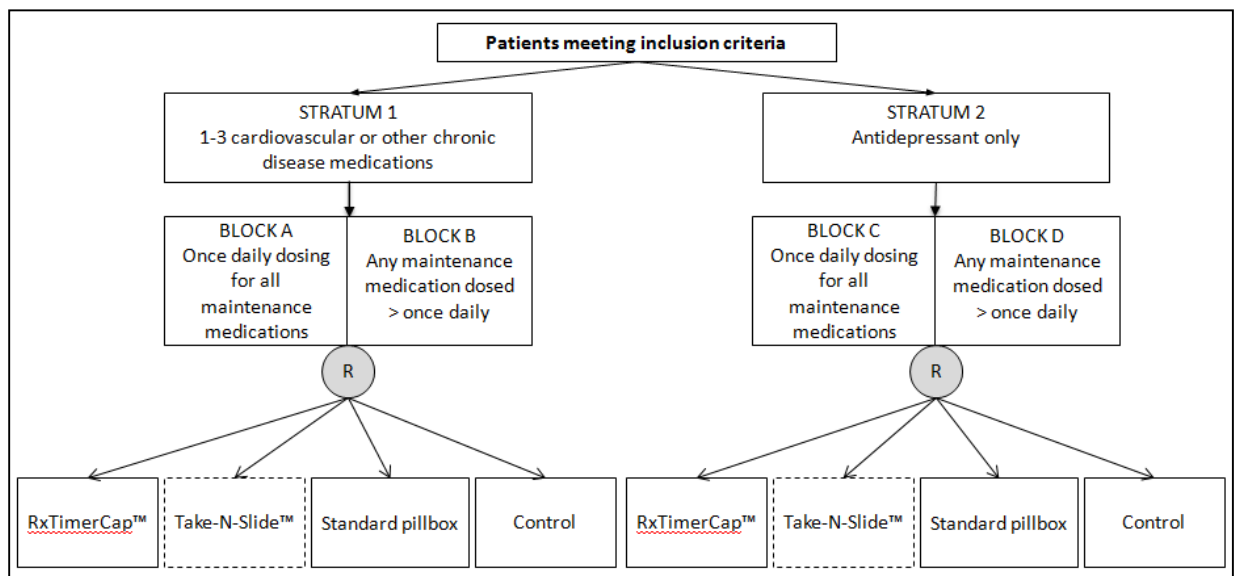 Patients meeting inclusion criteria
STRATUM 1
1-3 cardiovascular or other chronic
disease medications
STRATUM 2
Antidepressant only
BLOCK A
Once daily dosing
for all
maintenance
medications
BLOCK B
Any maintenance
medication dosed
> once daily
BLOCK C
Once daily dosing
for all
maintenance
medications
BLOCK D
Any maintenance
medication dosed
> once daily
R
R
RxTimerCap™
Take-N-Slide™
Standard pillbox
Control
RxTimerCap™
Take-N-Slide™
Standard pillbox
Control